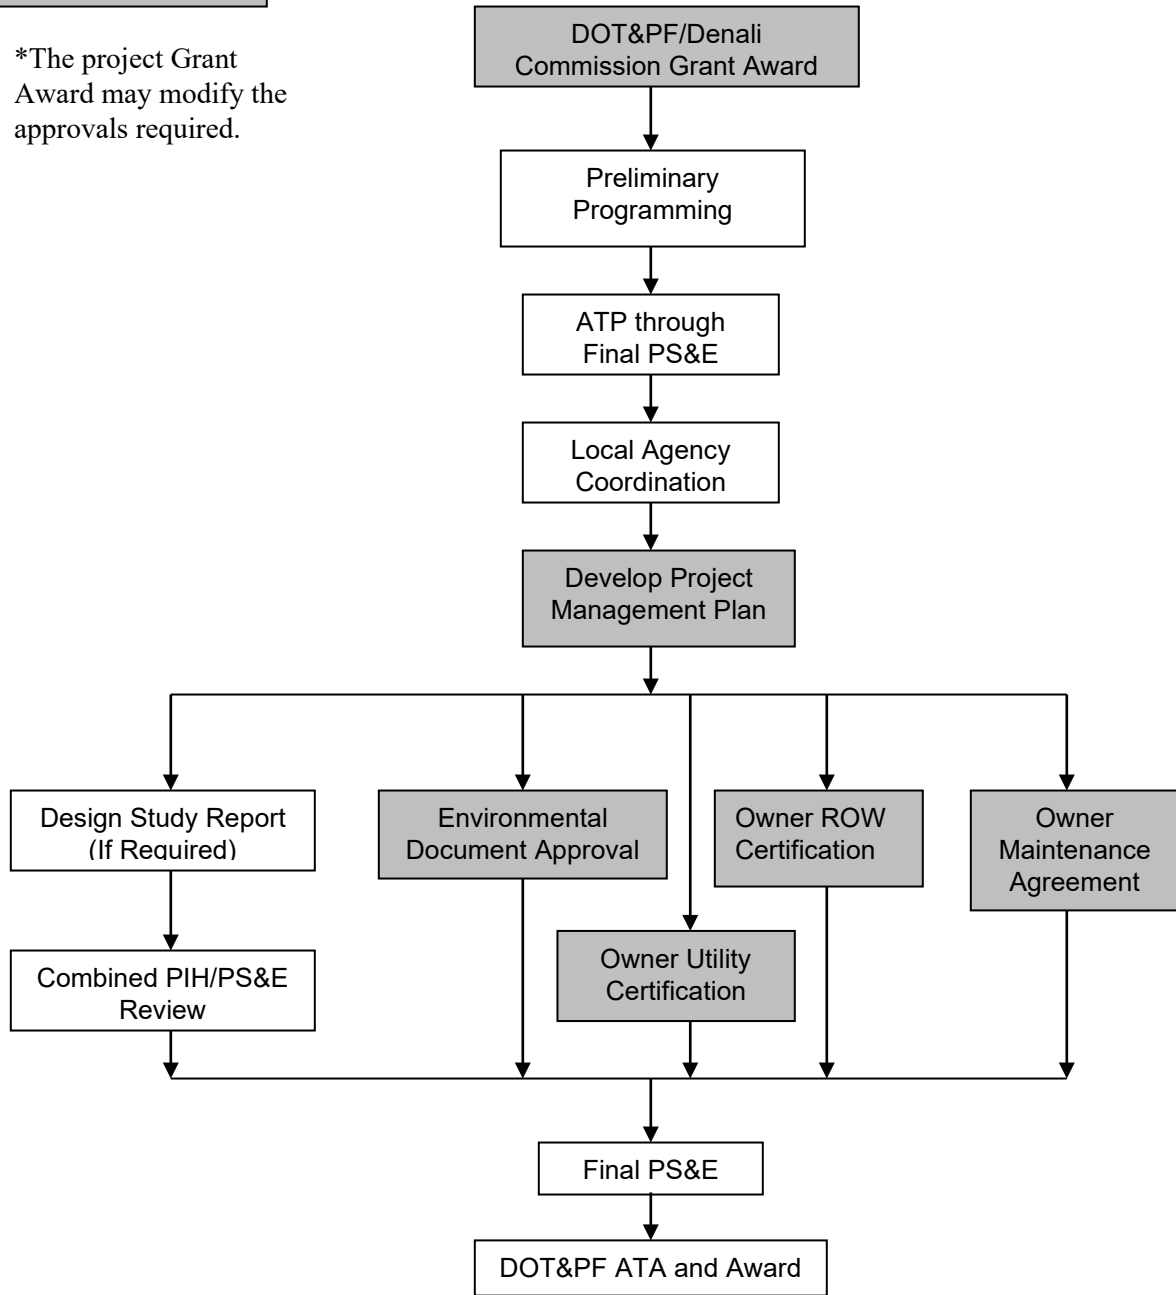 *The project Grant
Award may modify the
approvals required.
DOT&PF/Denali
Commission Grant Award
Preliminary
Programming
ATP through
Final PS&E
Local Agency
Coordination
Develop Project
Management Plan
Design Study Report
(If Required)
Environmental
Document Approval
Owner ROW
Certification
Owner
Maintenance
Agreement
Combined PIH/PS&E
Review
Owner Utility
Certification
Final PS&E
DOT&PF ATA and Award